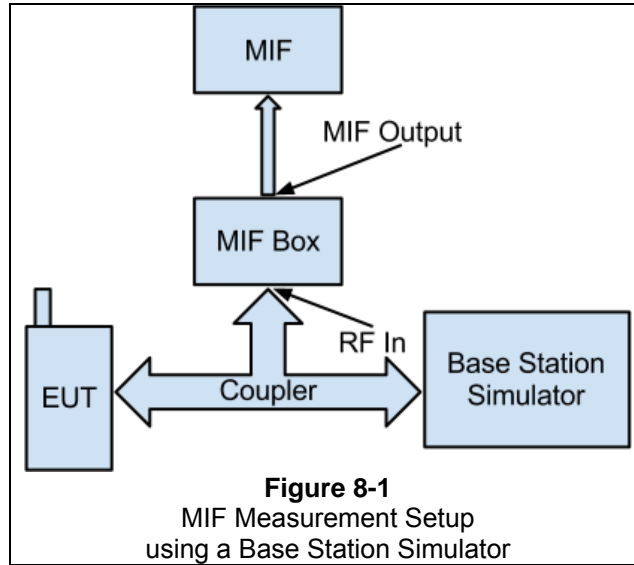 MIF
MIF Output
MIF Box
RF In
EUT
Coupler
Base Station
Simulator
Figure 8-1
MIF Measurement Setup
using a Base Station Simulator